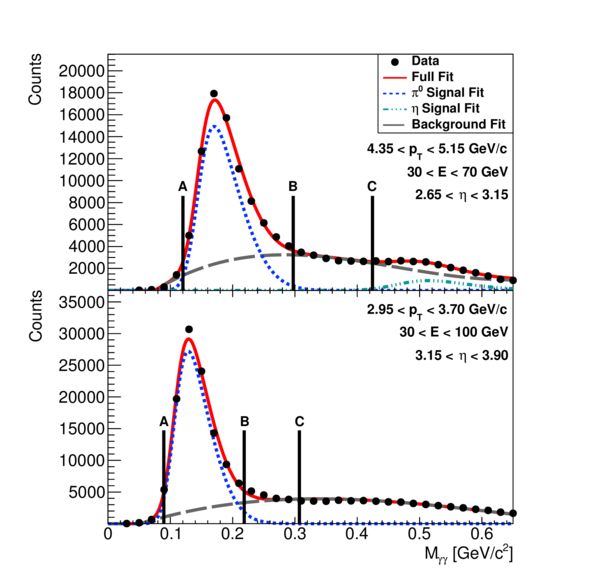 Counts
20000
18000
16000
14000
12000
10000
8000
6000
4000
2000
Data
Full Fit
π⁰ Signal Fit
η Signal Fit
Background Fit
4.35 < p_T < 5.15 GeV/c
30 < E < 70 GeV
2.65 < η < 3.15
A
B
C
Counts
35000
30000
25000
20000
15000
10000
5000
2.95 < p_T < 3.70 GeV/c
30 < E < 100 GeV
3.15 < η < 3.90
A
B
C
0 0.1 0.2 0.3 0.4 0.5 0.6
M_γγ [GeV/c²]